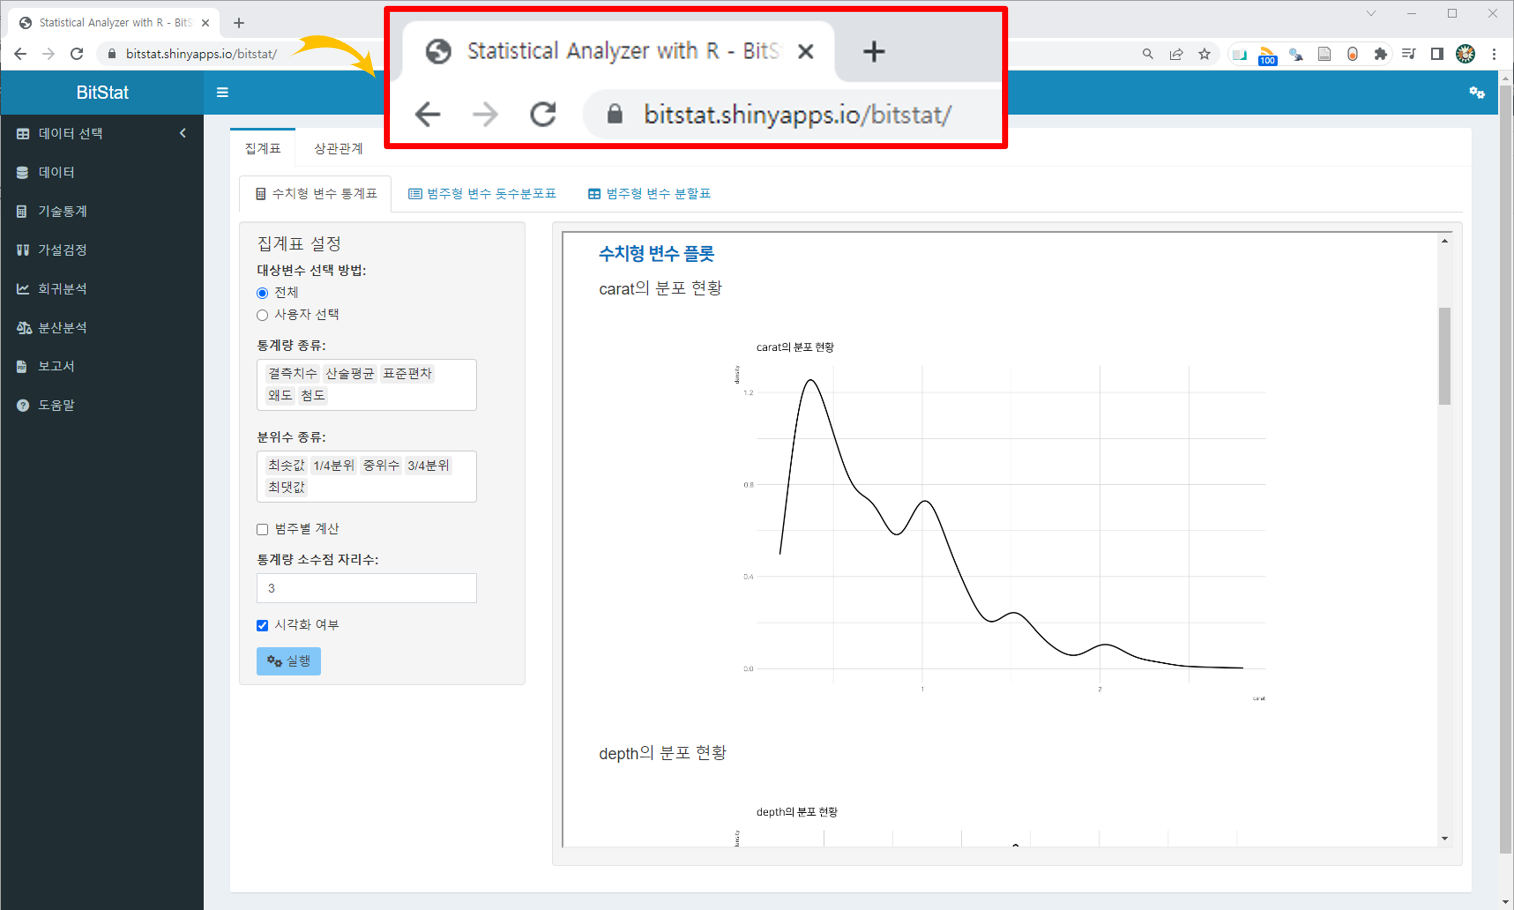 Statistical Analyzer with R - BitS
bitstat.shinyapps.io/bitstat/
100
Statistical Analyzer with R - BitS
bitstat.shinyapps.io/bitstat/
BitStat
데이터 선택
데이터
기술통계
가설검정
회귀분석
분산분석
보고서
도움말
집계표
상관관계
수치형 변수 통계표
범주형 변수 돗수분포표
범주형 변수 분할표
집계표 설정
대상변수 선택 방법:
전체
사용자 선택
통계량 종류:
결측치수 산술평균 표준편차
왜도 첨도
분위수 종류:
최솟값 1/4분위 중위수 3/4분위
최댓값
범주별 계산
통계량 소수점 자리수:
3
시각화 여부
실행
수치형 변수 플롯
carat의 분포 현황
carat의 분포 현황
density
1.2
0.8
0.4
0.0
1
2
carat
depth의 분포 현황
depth의 분포 현황